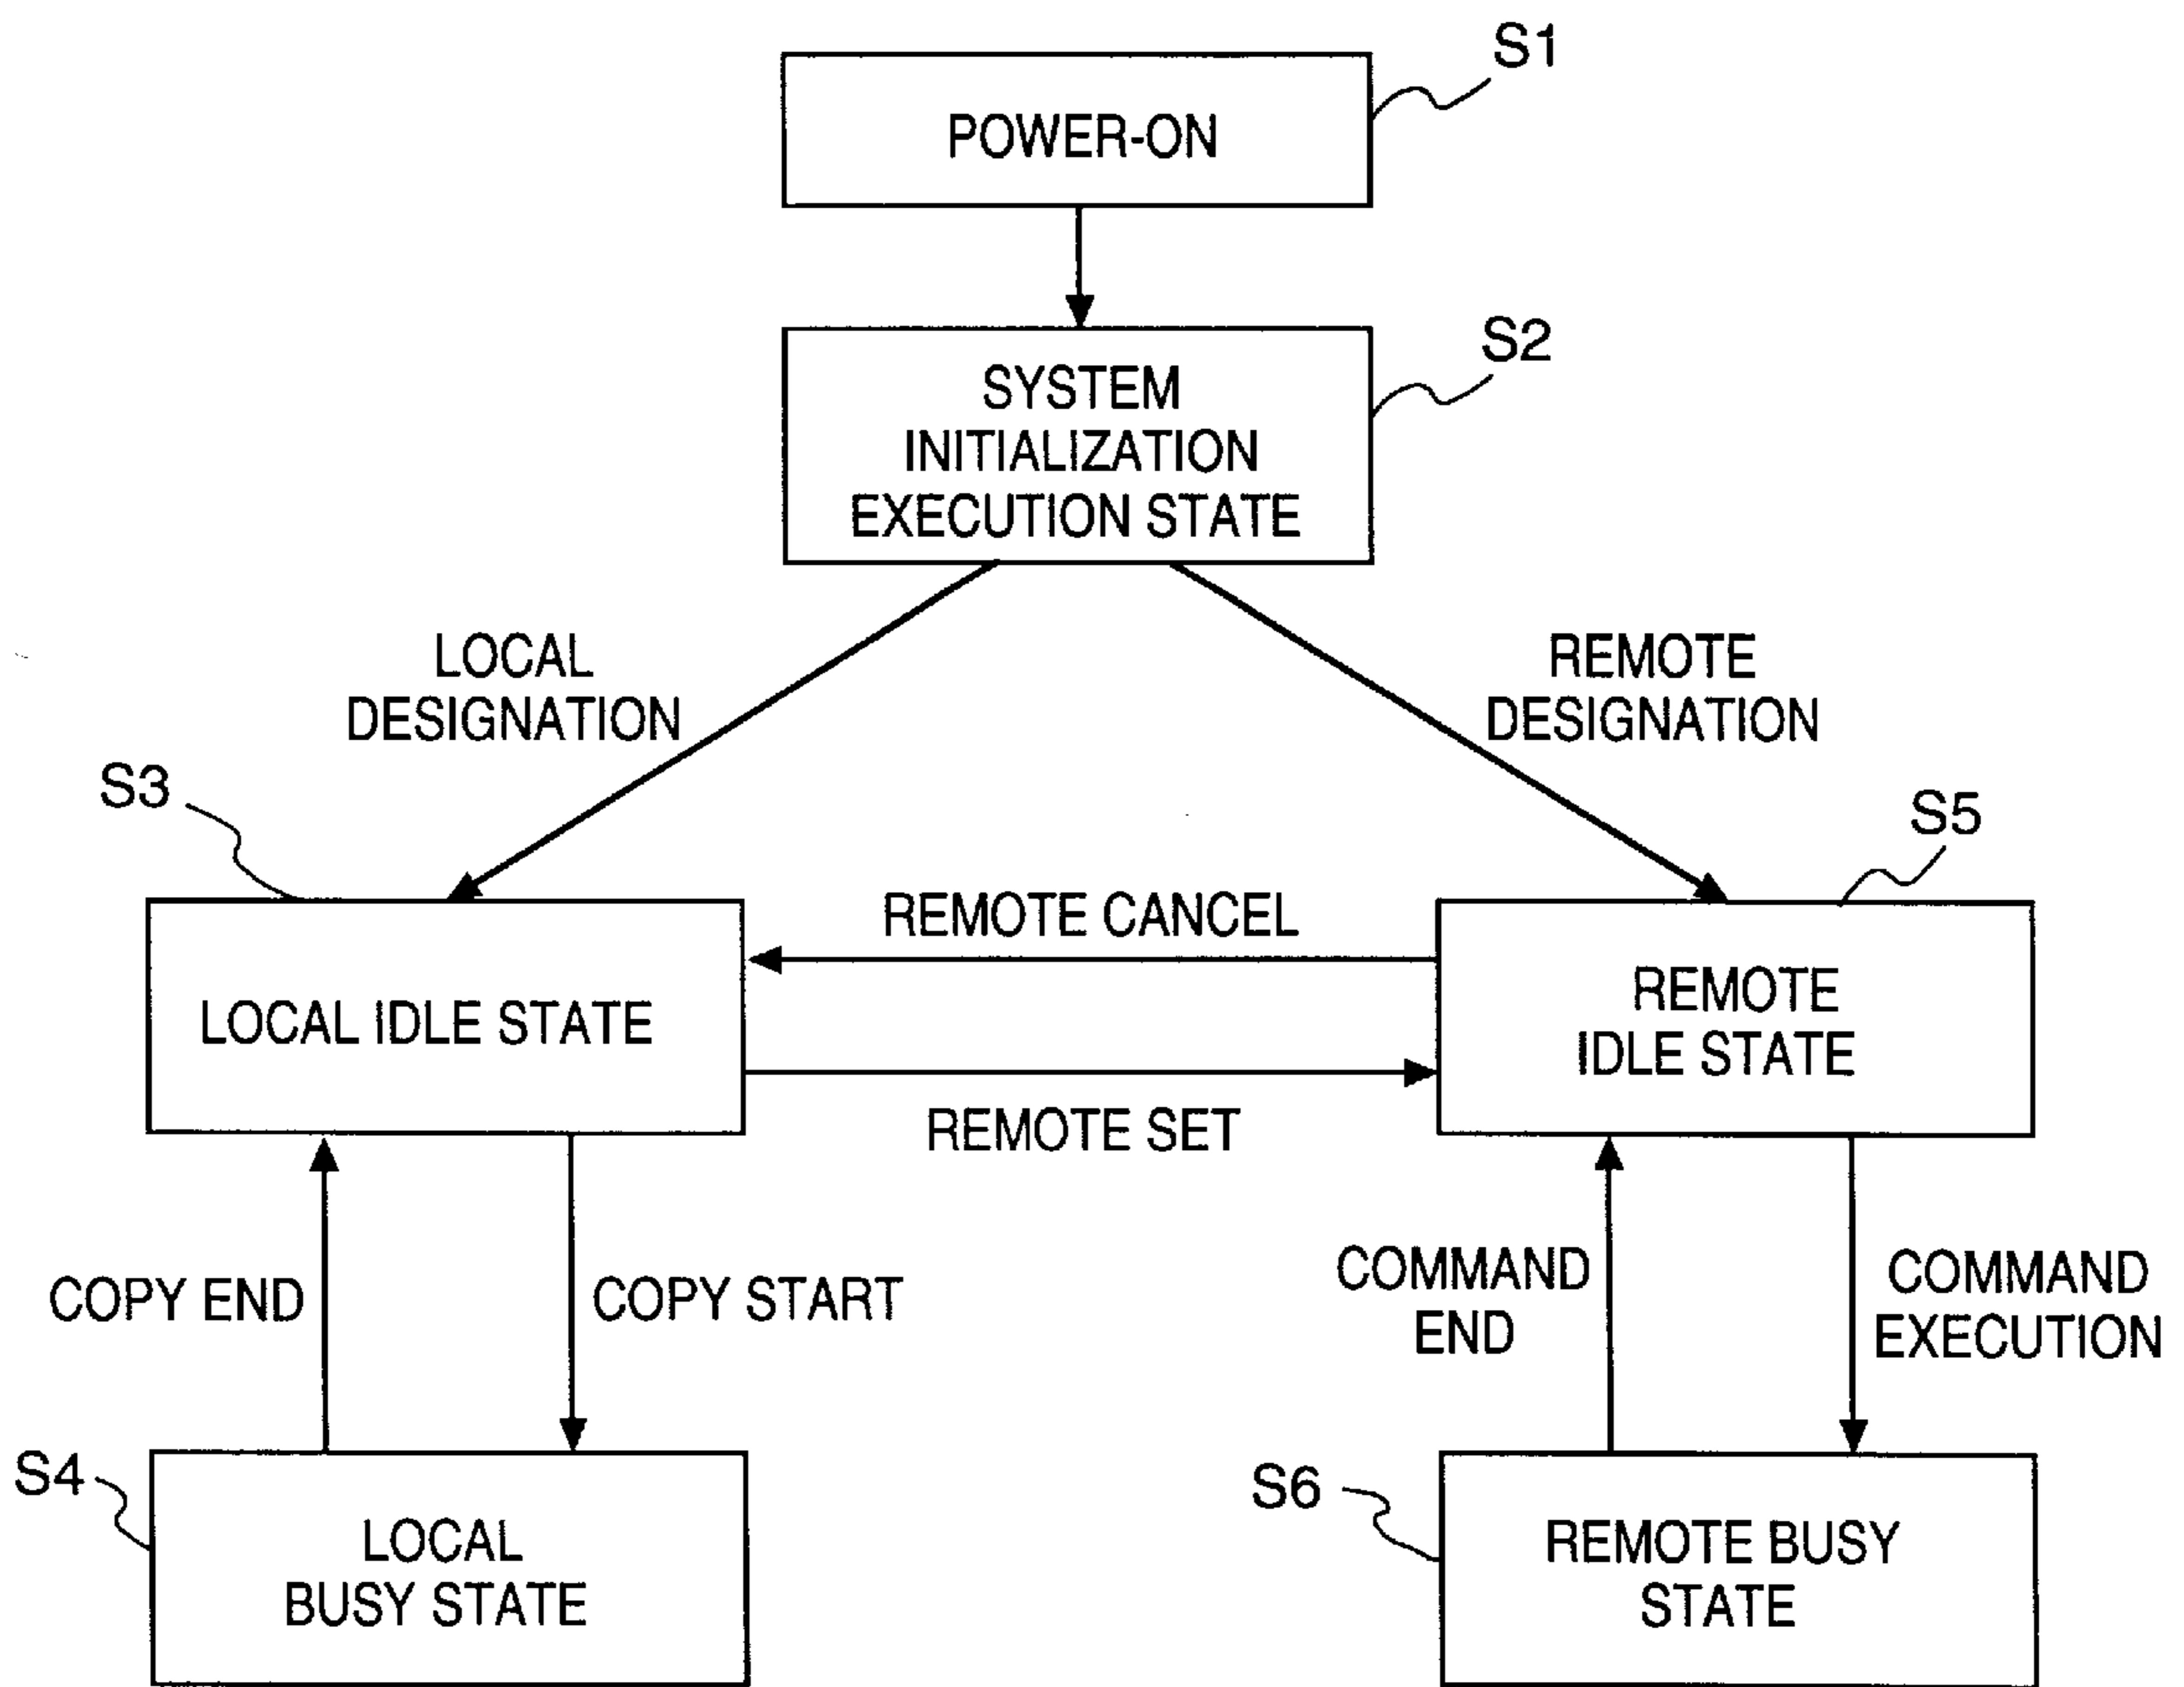 S1
POWER-ON
S2
SYSTEM
INITIALIZATION
EXECUTION STATE
LOCAL
DESIGNATION
REMOTE
DESIGNATION
S3
S5
REMOTE CANCEL
LOCAL IDLE STATE
REMOTE
IDLE STATE
REMOTE SET
COPY END
COPY START
COMMAND
END
COMMAND
EXECUTION
S4
LOCAL
BUSY STATE
S6
REMOTE BUSY
STATE